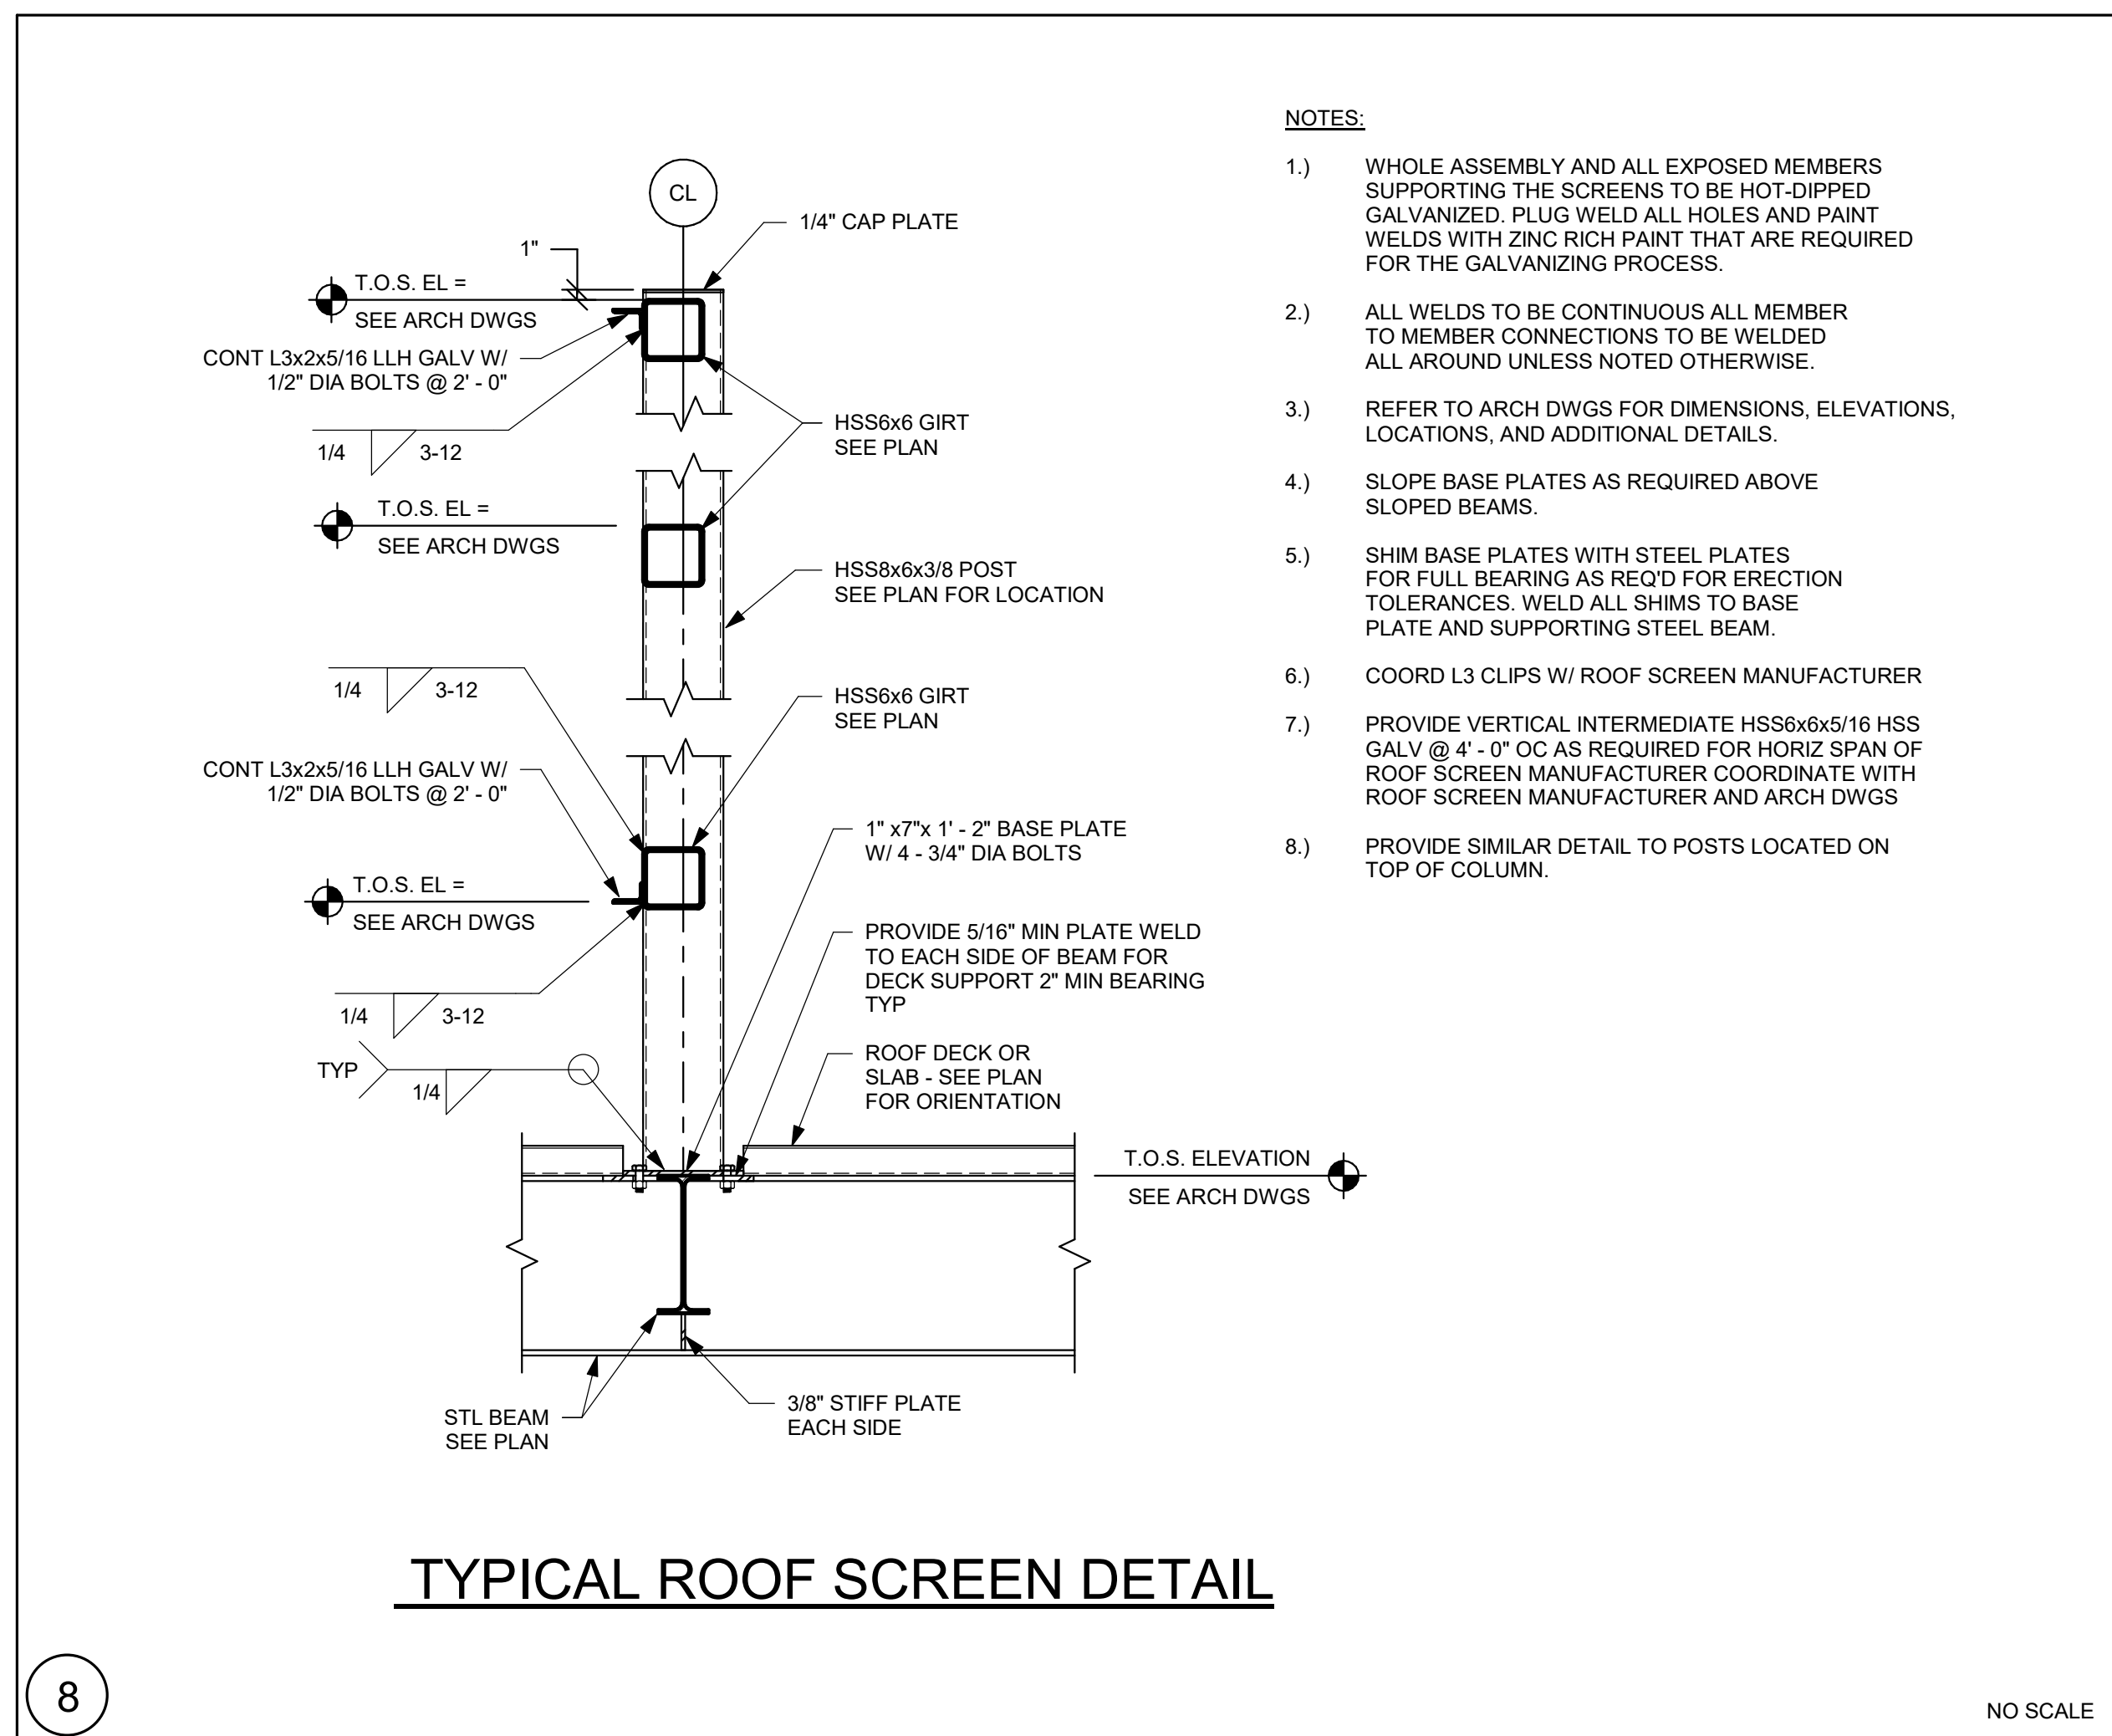 CL
1/4" CAP PLATE
1"
T.O.S. EL =
SEE ARCH DWGS
CONT L3x2x5/16 LLH GALV W/
1/2" DIA BOLTS @ 2' - 0"
1/4 3-12
HSS6x6 GIRT
SEE PLAN
T.O.S. EL =
SEE ARCH DWGS
HSS8x6x3/8 POST
SEE PLAN FOR LOCATION
1/4 3-12
HSS6x6 GIRT
SEE PLAN
CONT L3x2x5/16 LLH GALV W/
1/2" DIA BOLTS @ 2' - 0"
1" x7"x 1' - 2" BASE PLATE
W/ 4 - 3/4" DIA BOLTS
T.O.S. EL =
SEE ARCH DWGS
PROVIDE 5/16" MIN PLATE WELD
TO EACH SIDE OF BEAM FOR
DECK SUPPORT 2" MIN BEARING
TYP
1/4 3-12
TYP
1/4
ROOF DECK OR
SLAB - SEE PLAN
FOR ORIENTATION
T.O.S. ELEVATION
SEE ARCH DWGS
STL BEAM
SEE PLAN
3/8" STIFF PLATE
EACH SIDE
NOTES:
1.) WHOLE ASSEMBLY AND ALL EXPOSED MEMBERS
SUPPORTING THE SCREENS TO BE HOT-DIPPED
GALVANIZED. PLUG WELD ALL HOLES AND PAINT
WELDS WITH ZINC RICH PAINT THAT ARE REQUIRED
FOR THE GALVANIZING PROCESS.
2.) ALL WELDS TO BE CONTINUOUS ALL MEMBER
TO MEMBER CONNECTIONS TO BE WELDED
ALL AROUND UNLESS NOTED OTHERWISE.
3.) REFER TO ARCH DWGS FOR DIMENSIONS, ELEVATIONS,
LOCATIONS, AND ADDITIONAL DETAILS.
4.) SLOPE BASE PLATES AS REQUIRED ABOVE
SLOPED BEAMS.
5.) SHIM BASE PLATES WITH STEEL PLATES
FOR FULL BEARING AS REQ'D FOR ERECTION
TOLERANCES. WELD ALL SHIMS TO BASE
PLATE AND SUPPORTING STEEL BEAM.
6.) COORD L3 CLIPS W/ ROOF SCREEN MANUFACTURER
7.) PROVIDE VERTICAL INTERMEDIATE HSS6x6x5/16 HSS
GALV @ 4' - 0" OC AS REQUIRED FOR HORIZ SPAN OF
ROOF SCREEN MANUFACTURER COORDINATE WITH
ROOF SCREEN MANUFACTURER AND ARCH DWGS
8.) PROVIDE SIMILAR DETAIL TO POSTS LOCATED ON
TOP OF COLUMN.
TYPICAL ROOF SCREEN DETAIL
8
NO SCALE